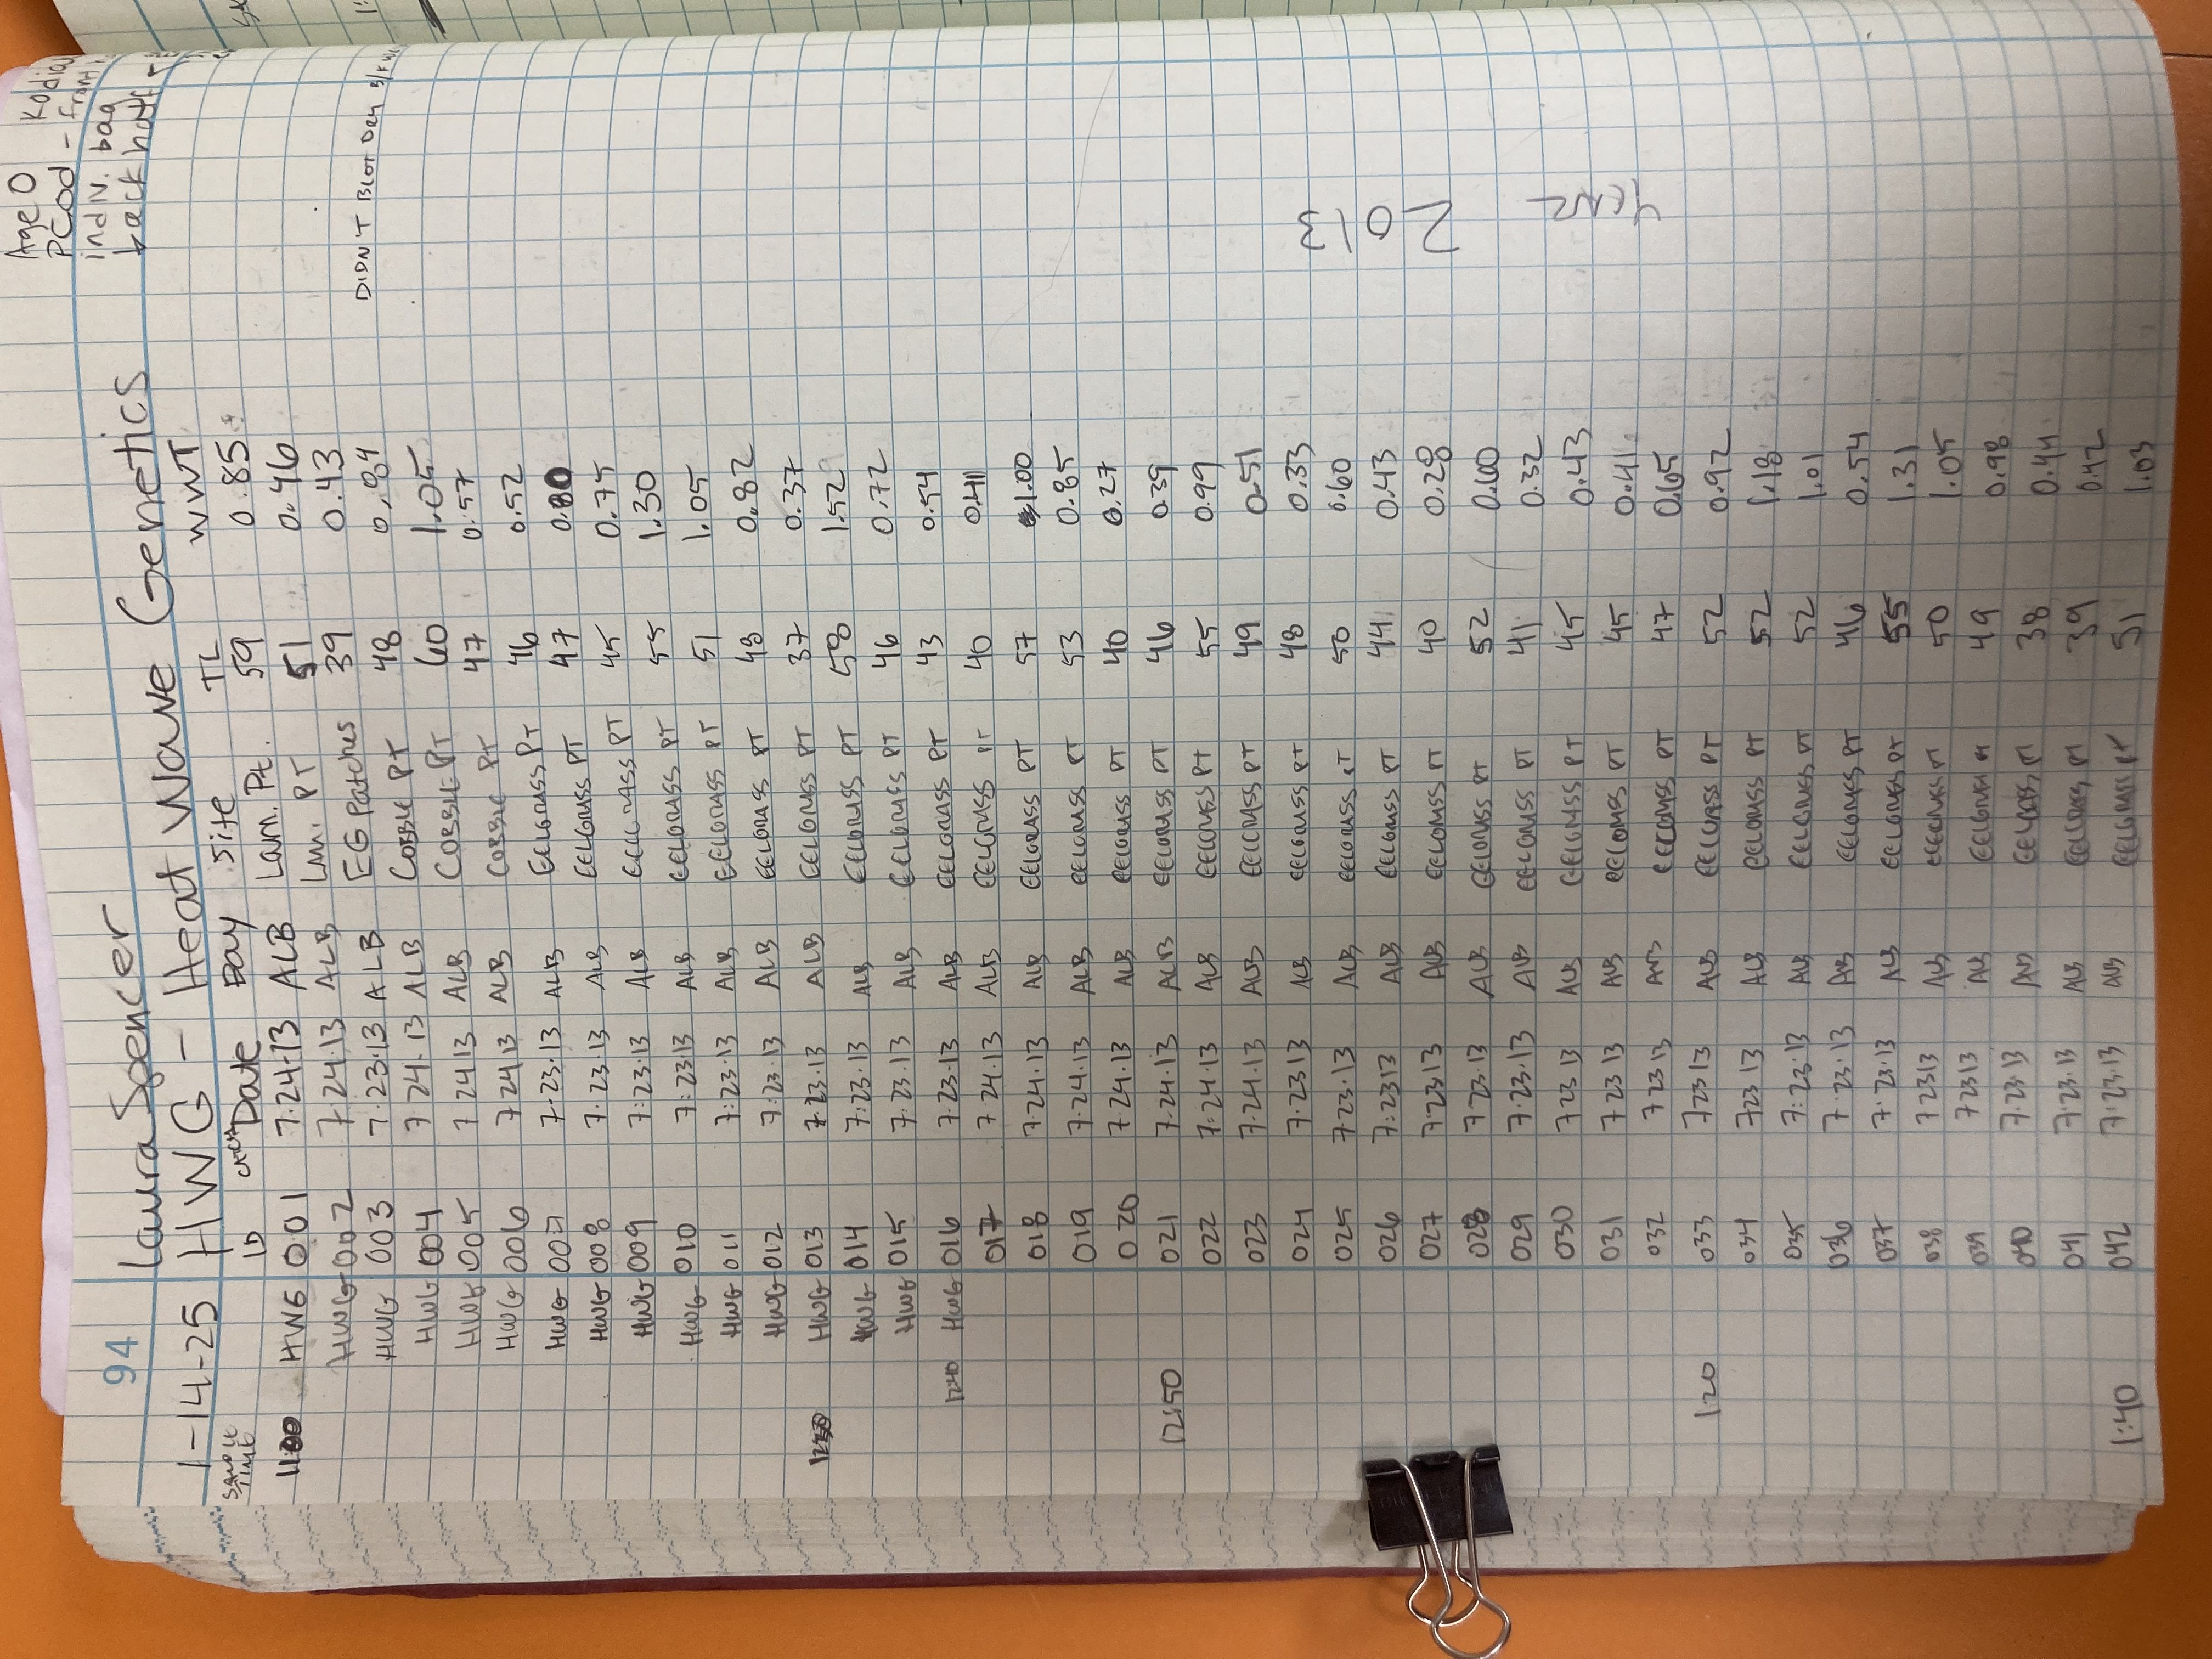 94
Laura Spencer
Age 0
PCod - front
indiv. bag
back half
1-14-25 HWG - Heat Wave Genetics
SAMPLE TIME ID CATCH Date Bay Site TL WWT
1100 HWG 001 7.24-13 ALB Lam. Pt. 59 0.85
HWG 002 7.24.13 ALB Lam. PT 51 0.46
HWG 003 7.23.13 ALB EG Patches 39 0.43
HWG 004 7.24.13 ALB COBBLE PT 48 0.84 DIDN'T BLOT DRY
HWG 005 7 24 13 ALB COBBLE PT 60 1.05
HWG 006 7 24 13 ALB COBBLE PT 47 0.57
HWG 007 7-23.13 ALB EELGRASS PT 46 0.52
HWG 008 7.23.13 ALB EELGRASS PT 47 0.80
HWG 009 7:23.13 ALB EELGRASS PT 45 0.75
HWG 010 7:23.13 ALB EELGRASS PT 55 1.30
HWG 011 7:23.13 ALB EELGRASS PT 51 1.05
HWG 012 7:23.13 ALB EELGRASS PT 48 0.82
1230 HWG 013 7.23.13 ALB EELGRASS PT 37 0.37
HWG 014 7:23.13 ALB EELGRASS PT 58 1.52
HWG 015 7.23.13 ALB EELGRASS PT 46 0.72
1240 HWG 016 7.23.13 ALB EELGRASS PT 43 0.54
017 7 24.13 ALB EELGRASS PT 40 0.41
018 7.24.13 ALB EELGRASS PT 57 1.00
019 7.24.13 ALB EELGRASS PT 53 0.85
020 7.24.13 ALB EELGRASS PT 40 0.27
12:50 021 7.24.13 ALB EELGRASS PT 46 0.39
022 7.24.13 ALB EELGRASS PT 55 0.99
023 7.24.13 ALB EELGRASS PT 49 0.51
024 7.23 13 ALB EELGRASS PT 48 0.33
025 7 23.13 ALB EELGRASS PT 50 0.60
026 7:23 13 ALB EELGRASS PT 44 0.43
027 7.23 13 ALB EELGRASS PT 40 0.28
028 7 23.13 ALB EELGRASS PT 52 0.60
029 7.23.13 ALB EELGRASS PT 41 0.32
030 7 23 13 ALB EELGRASS PT 45 0.43
031 7 23 13 ALB EELGRASS PT 45 0.41
032 7 23 13 ALB EELGRASS PT 47 0.65
1:20 033 7 23 13 ALB EELGRASS PT 52 0.92
034 7 23 13 ALB EELGRASS PT 52 1.18
035 7:23.13 ALB EELGRASS PT 52 1.01
036 7.23.13 ALB EELGRASS PT 46 0.54
037 7.23.13 ALB EELGRASS PT 55 1.31
038 7 23 13 ALB EELGRASS PT 50 1.05
039 7 23 13 ALB EELGRASS PT 49 0.98
040 7.23.13 ALB EELGRASS PT 38 0.44
041 7.23.13 ALB EELGRASS PT 39 0.42
1:40 042 7.23.13 ALB EELGRASS PT 51 1.03
YEAR 2013